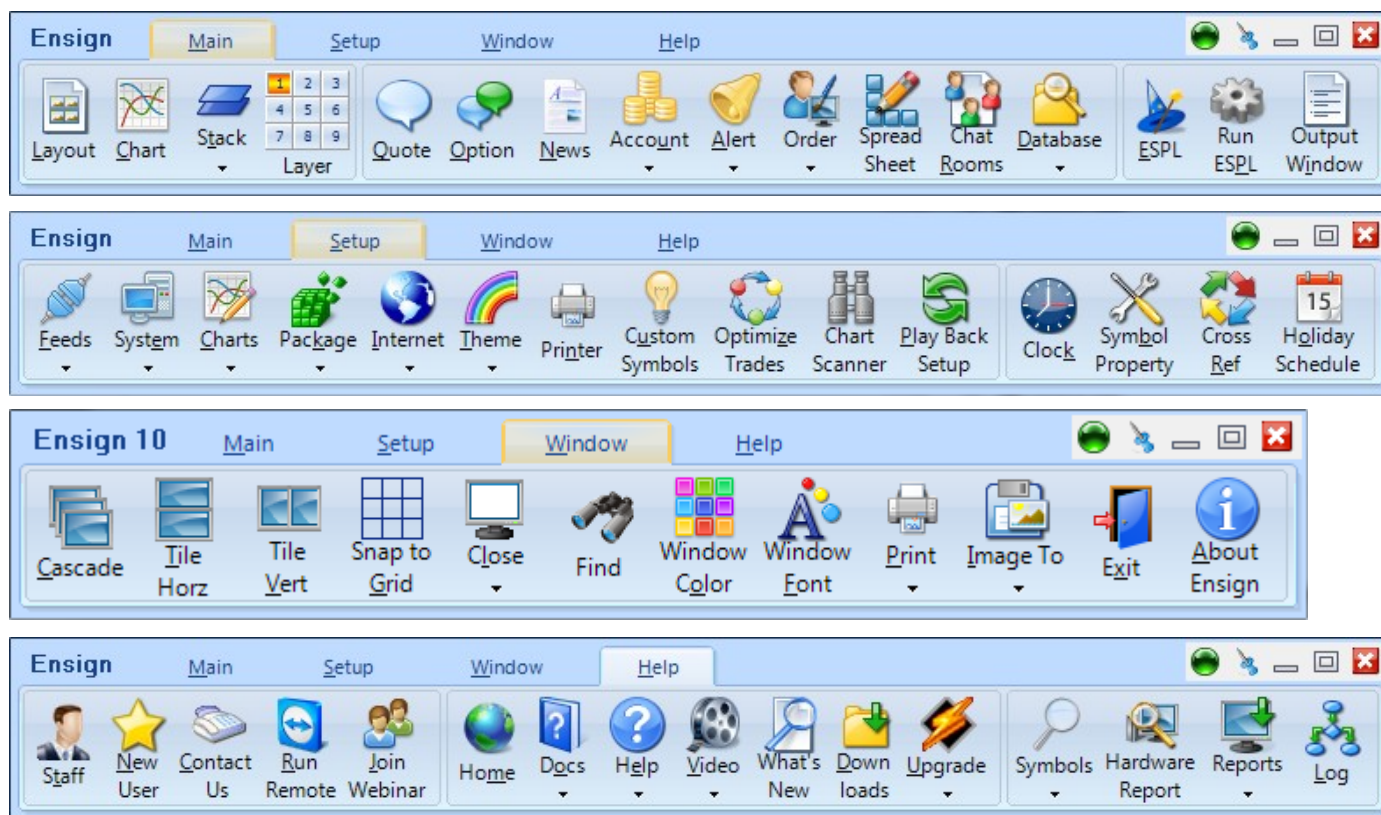 Ensign Main Setup Window Help
1 2 3
4 5 6
7 8 9
Layout Chart Stack Layer Quote Option News Account Alert Order Spread Sheet Chat Rooms Database ESPL Run ESPL Output Window
Ensign Main Setup Window Help
15
Feeds System Charts Package Internet Theme Printer Custom Symbols Optimize Trades Chart Scanner Play Back Setup Clock Symbol Property Cross Ref Holiday Schedule
Ensign 10 Main Setup Window Help
Cascade Tile Horz Tile Vert Snap to Grid Close Find Window Color Window Font Print Image To Exit About Ensign
Ensign Main Setup Window Help
Staff New User Contact Us Run Remote Join Webinar Home Docs Help Video What's New Down loads Upgrade Symbols Hardware Report Reports Log